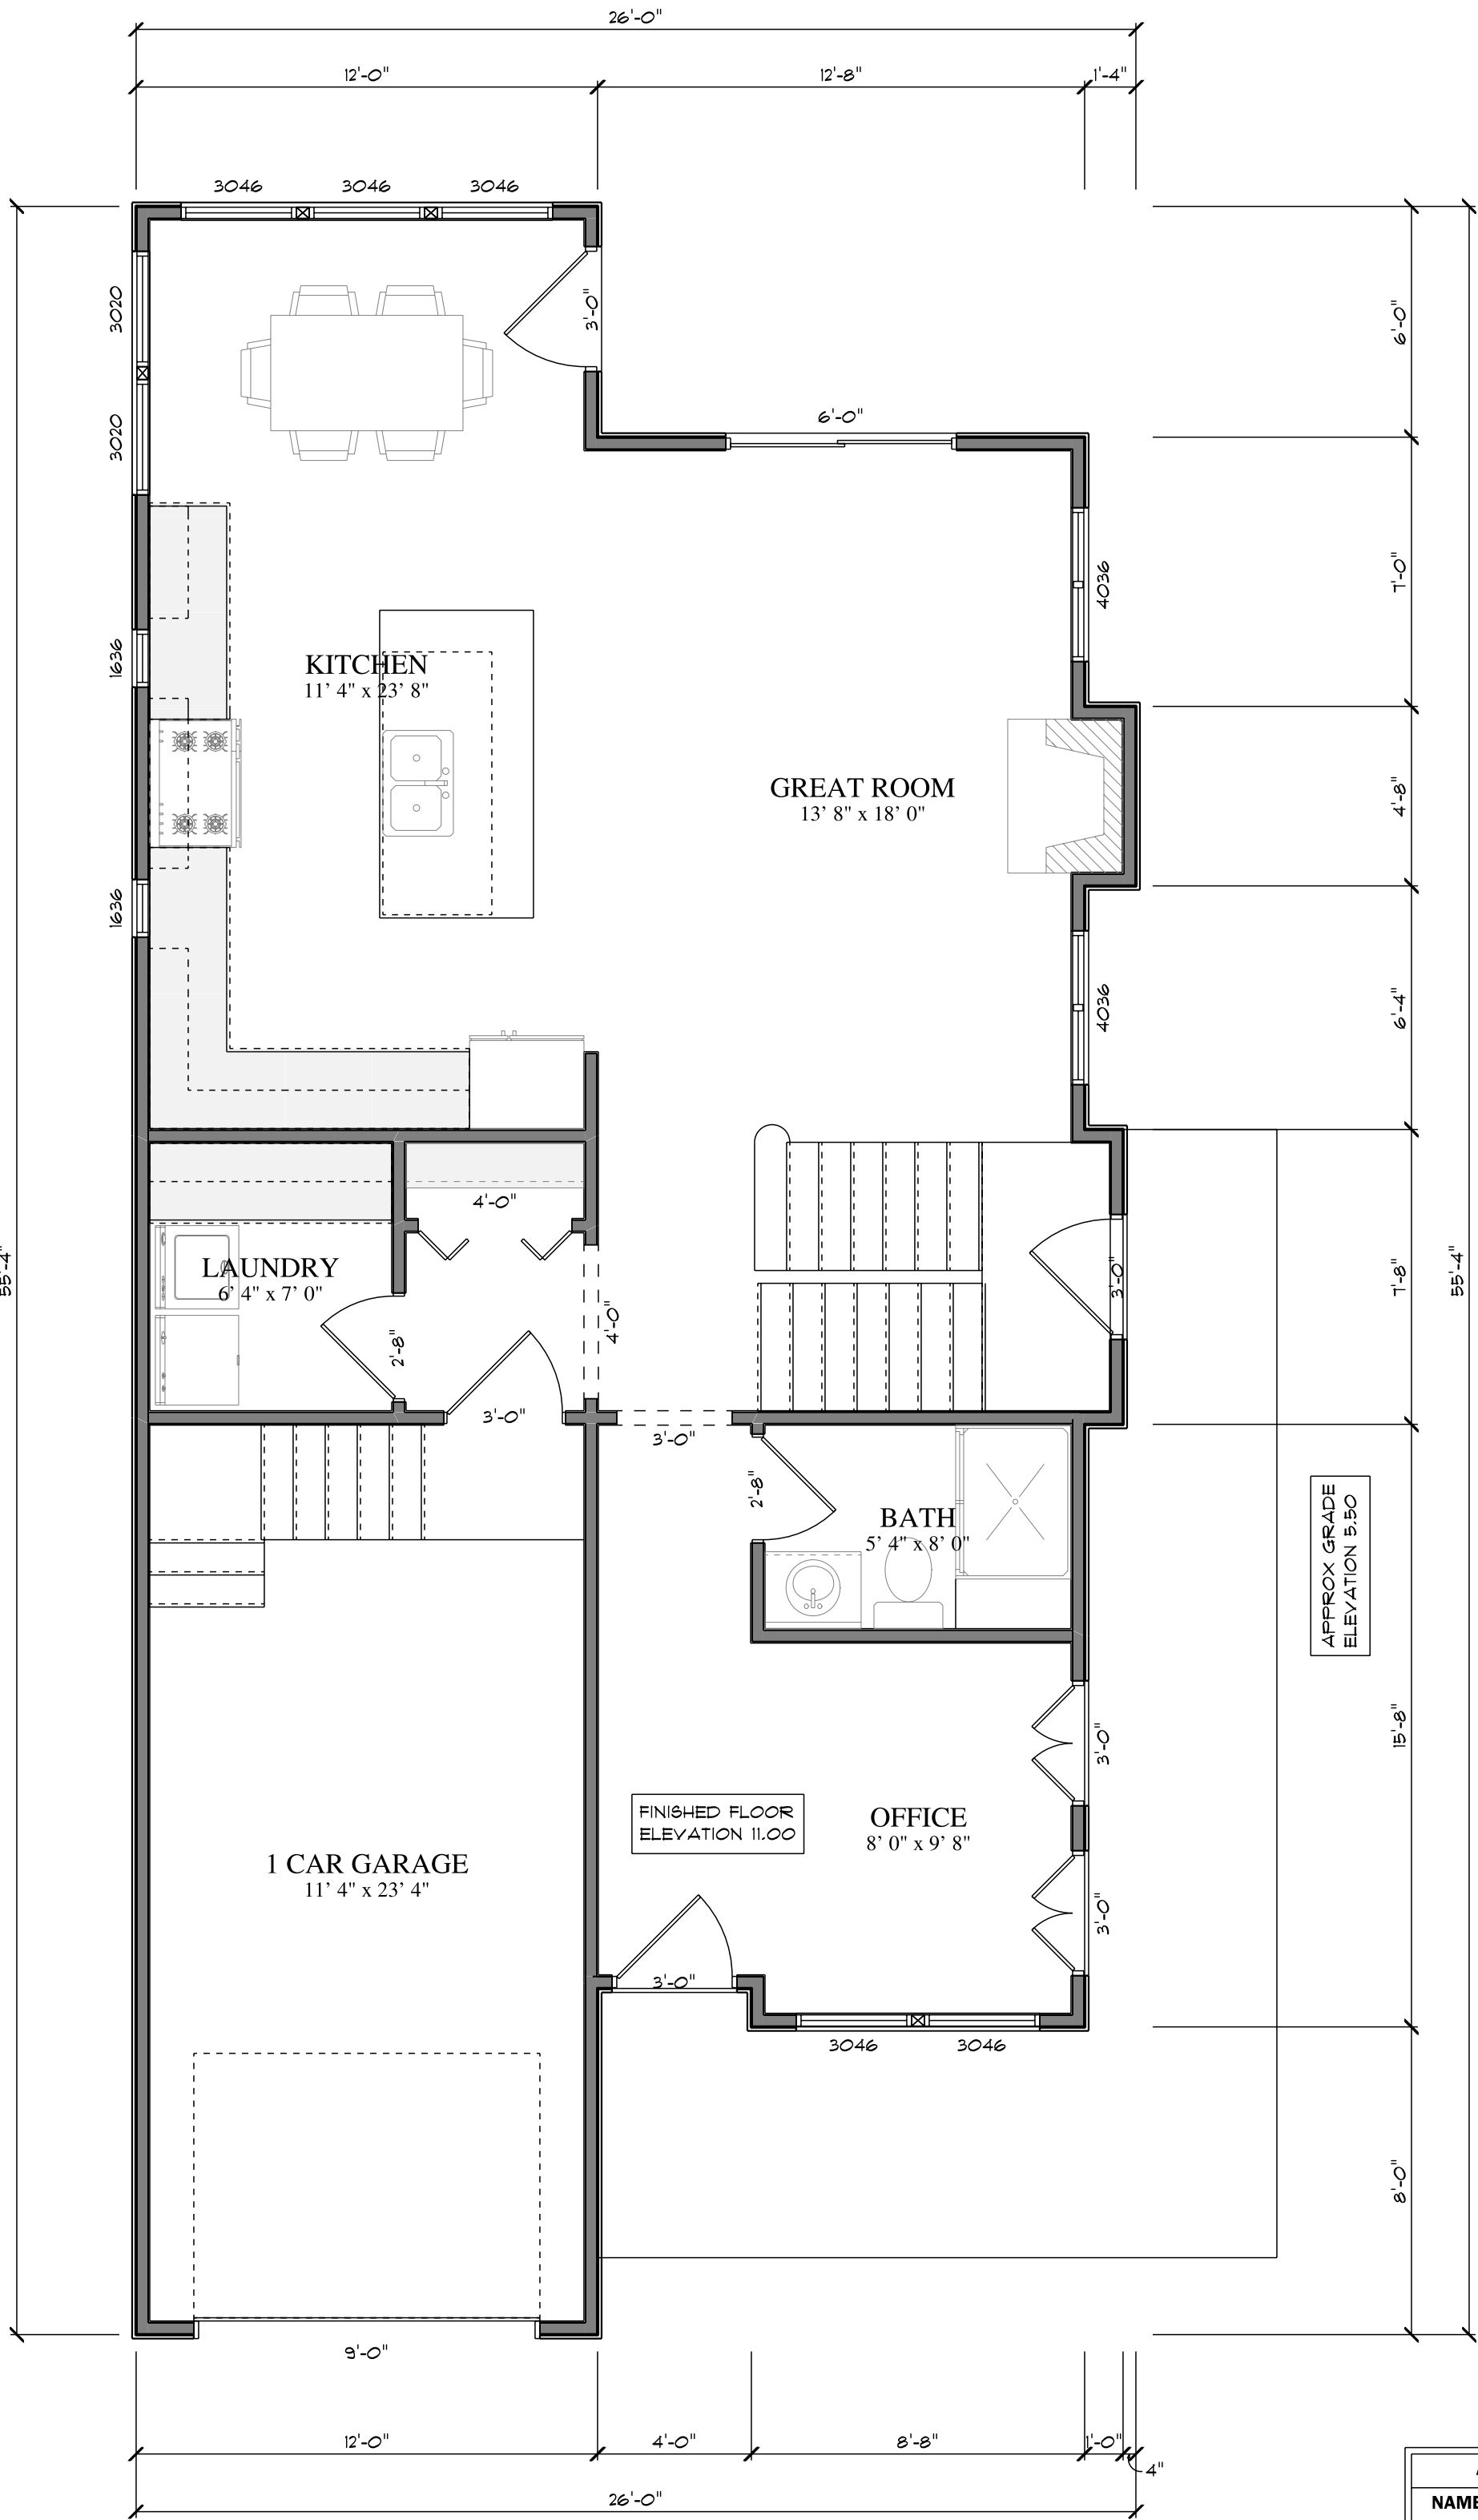 26'-0"
12'-0" 12'-8" 1'-4"
3046 3046 3046
3020
3'-0"
6'-0"
3020
6'-0"
4036
7'-0"
1636
KITCHEN
11' 4" x 23' 8"
GREAT ROOM
13' 8" x 18' 0"
4'-8"
1636
4036
6'-4"
4'-0"
LAUNDRY
6' 4" x 7' 0"
55'-4"
2'-8"
4'-0"
3'-0"
7'-8"
55'-4"
3'-0"
3'-0"
2'-8"
BATH
5' 4" x 8' 0"
APPROX GRADE
ELEVATION 5.50
3'-0"
15'-8"
FINISHED FLOOR
ELEVATION 11.00
OFFICE
8' 0" x 9' 8"
1 CAR GARAGE
11' 4" x 23' 4"
3'-0"
3'-0"
3046 3046
8'-0"
9'-0"
12'-0" 4'-0" 8'-8" 1'-0"
4"
26'-0"
NAME